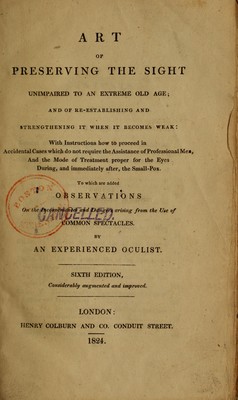 ART
OF
PRESERVING THE SIGHT
UNIMPAIRED TO AN EXTREME OLD AGE;
AND OF RE-ESTABLISHING AND
STRENGTHENING IT WHEN IT BECOMES WEAK:
With Instructions how to proceed in
Accidental Cases which do not require the Assistance of Professional Men,
And the Mode of Treatment proper for the Eyes
During, and immediately after, the Small-Pox.
To which are added
OBSERVATIONS
On the Inconveniences and Dangers arising from the Use of
COMMON SPECTACLES.
BY
AN EXPERIENCED OCULIST.
SIXTH EDITION,
Considerably augmented and improved.
LONDON:
HENRY COLBURN AND CO. CONDUIT STREET.
1824.
CANCELLED